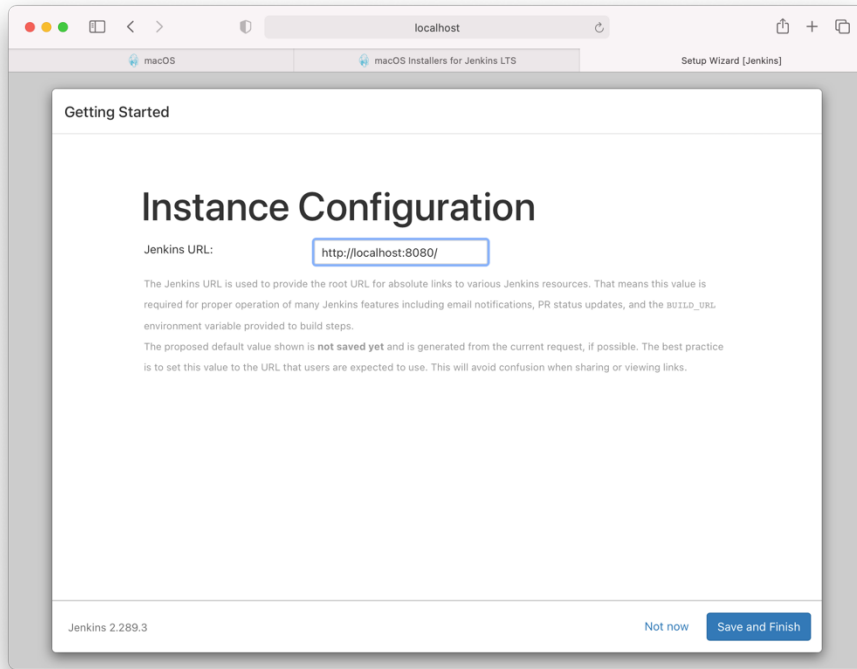 localhost
macOS
macOS Installers for Jenkins LTS
Setup Wizard [Jenkins]
Getting Started
Instance Configuration
Jenkins URL:
http://localhost:8080/
The Jenkins URL is used to provide the root URL for absolute links to various Jenkins resources. That means this value is
required for proper operation of many Jenkins features including email notifications, PR status updates, and the BUILD_URL
environment variable provided to build steps.
The proposed default value shown is not saved yet and is generated from the current request, if possible. The best practice
is to set this value to the URL that users are expected to use. This will avoid confusion when sharing or viewing links.
Jenkins 2.289.3
Not now
Save and Finish